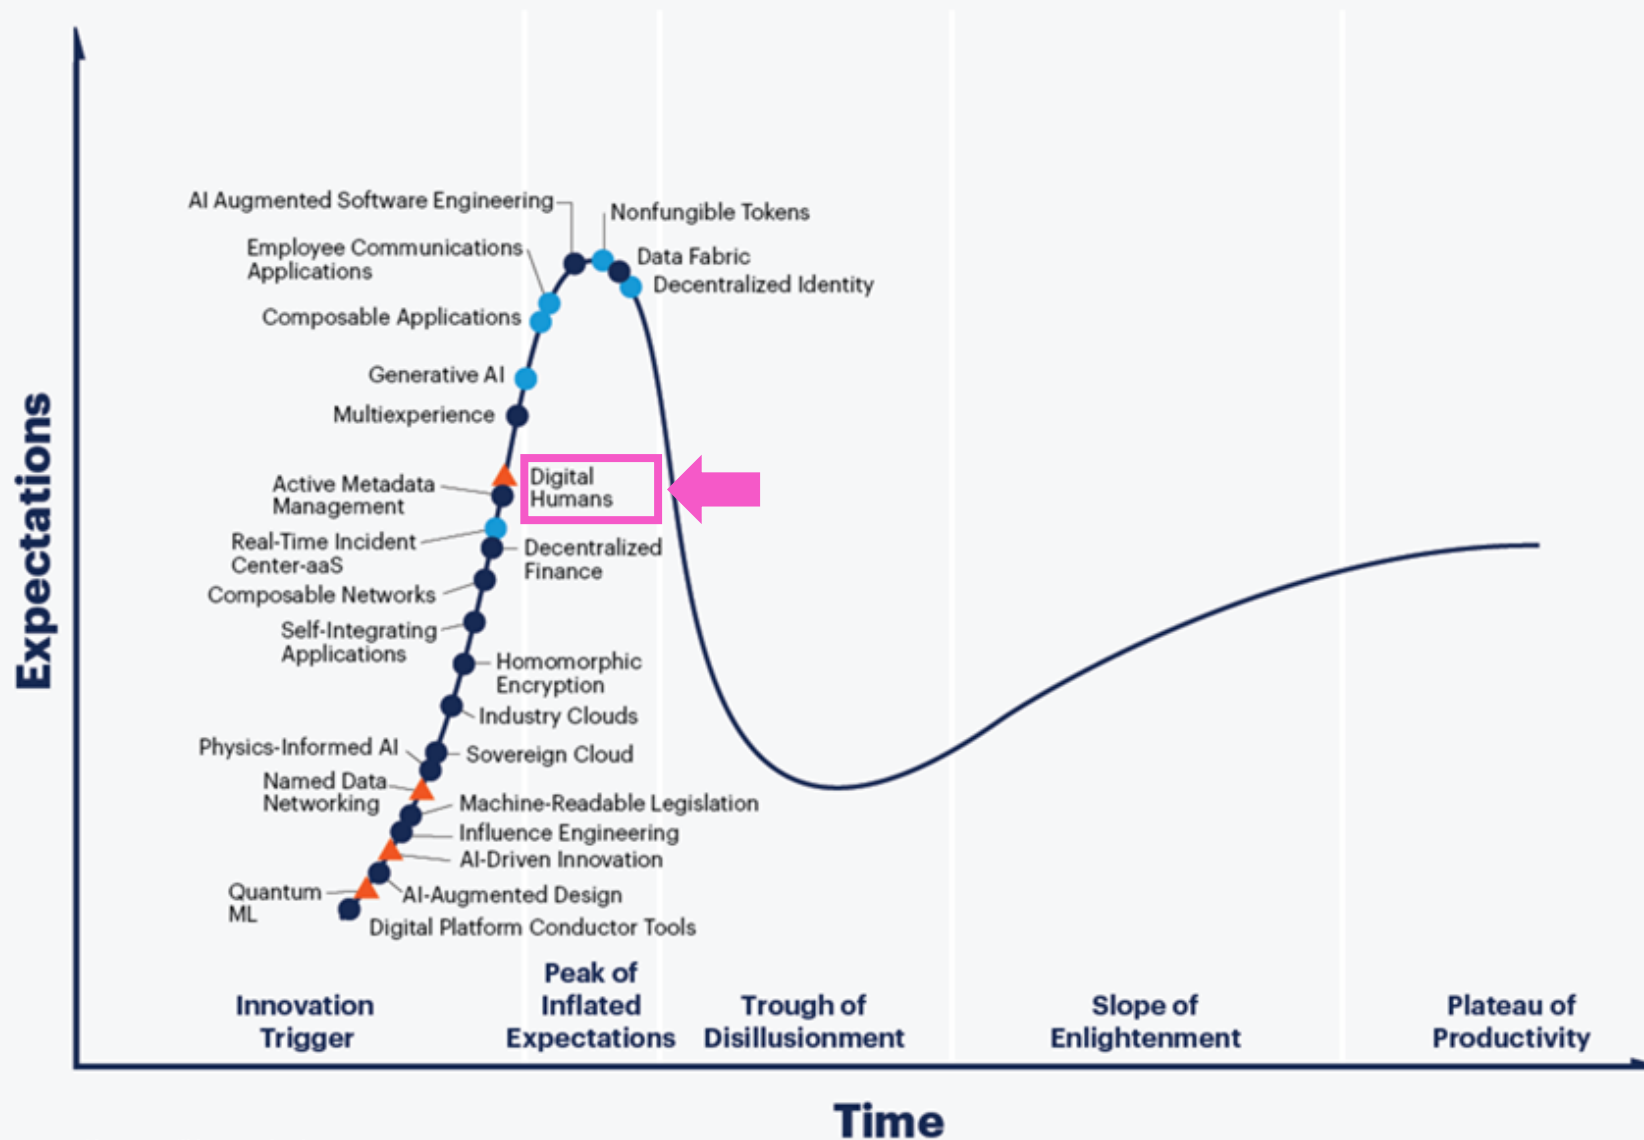 AI Augmented Software Engineering
Nonfungible Tokens
Employee Communications
Applications
Data Fabric
Decentralized Identity
Composable Applications
Generative AI
Multiexperience
Digital
Humans
Active Metadata
Management
Real-Time Incident
Center-aaS
Decentralized
Finance
Composable Networks
Self-Integrating
Applications
Homomorphic
Encryption
Industry Clouds
Physics-Informed AI
Sovereign Cloud
Named Data
Networking
Machine-Readable Legislation
Influence Engineering
AI-Driven Innovation
Quantum
ML
AI-Augmented Design
Digital Platform Conductor Tools
Expectations
Innovation
Trigger
Peak of
Inflated
Expectations
Trough of
Disillusionment
Slope of
Enlightenment
Plateau of
Productivity
Time